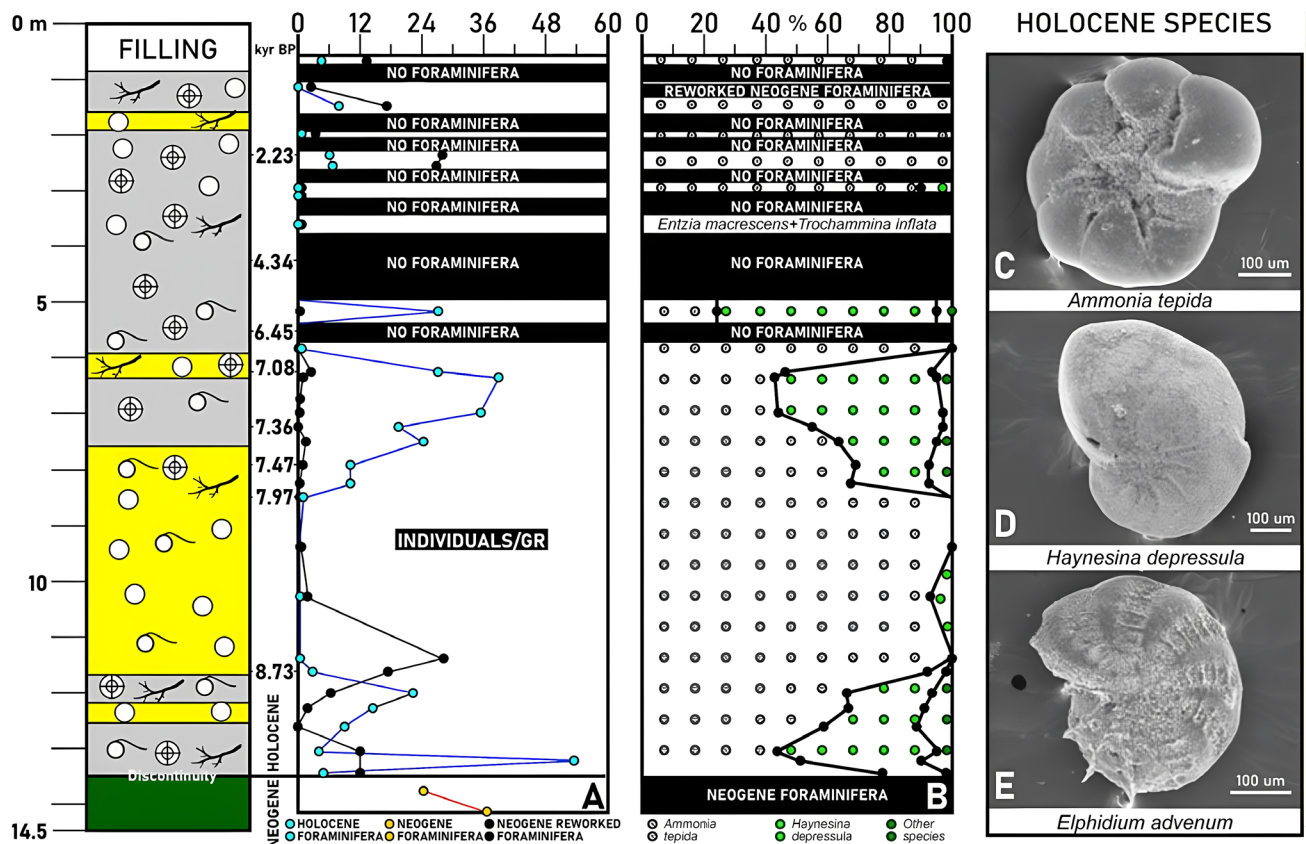 0 m
5
10
14.5
FILLING
Discontinuity
kyr BP
2.23
4.34
6.45
7.08
7.36
7.47
7.97
8.73
HOLOCENE
NEOGENE
0 12 24 36 48 60
NO FORAMINIFERA
NO FORAMINIFERA
NO FORAMINIFERA
NO FORAMINIFERA
NO FORAMINIFERA
NO FORAMINIFERA
NO FORAMINIFERA
INDIVIDUALS/GR
A
HOLOCENE FORAMINIFERA
NEOGENE FORAMINIFERA
NEOGENE REWORKED FORAMINIFERA
0 20 40 % 60 80 100
NO FORAMINIFERA
REWORKED NEOGENE FORAMINIFERA
NO FORAMINIFERA
NO FORAMINIFERA
NO FORAMINIFERA
NO FORAMINIFERA
Entzia macrescens+Trochammina inflata
NO FORAMINIFERA
NO FORAMINIFERA
NEOGENE FORAMINIFERA
B
Ammonia tepida
Haynesina depressula
Other species
HOLOCENE SPECIES
C
100 um
Ammonia tepida
D
100 um
Haynesina depressula
E
100 um
Elphidium advenum